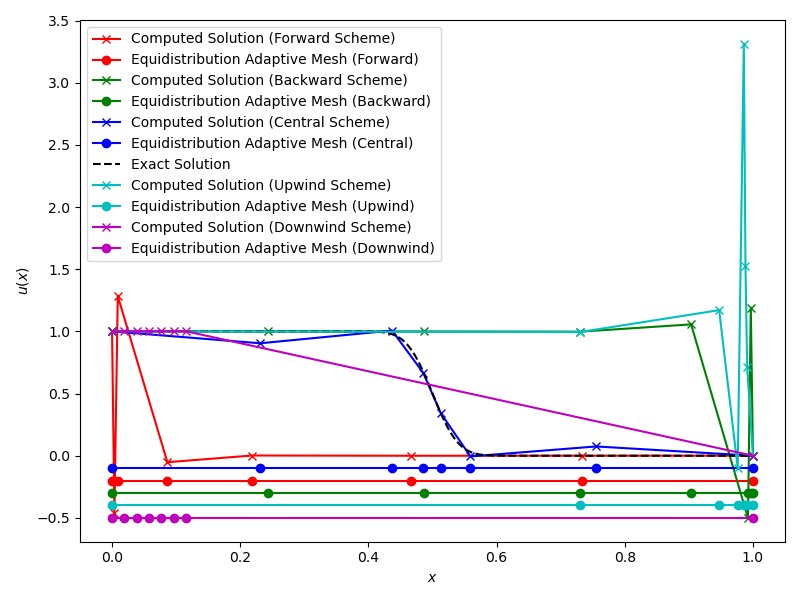 3.5
3.0
2.5
2.0
1.5
1.0
0.5
0.0
−0.5
u(x)
Computed Solution (Forward Scheme)
Equidistribution Adaptive Mesh (Forward)
Computed Solution (Backward Scheme)
Equidistribution Adaptive Mesh (Backward)
Computed Solution (Central Scheme)
Equidistribution Adaptive Mesh (Central)
Exact Solution
Computed Solution (Upwind Scheme)
Equidistribution Adaptive Mesh (Upwind)
Computed Solution (Downwind Scheme)
Equidistribution Adaptive Mesh (Downwind)
0.0 0.2 0.4 0.6 0.8 1.0
x